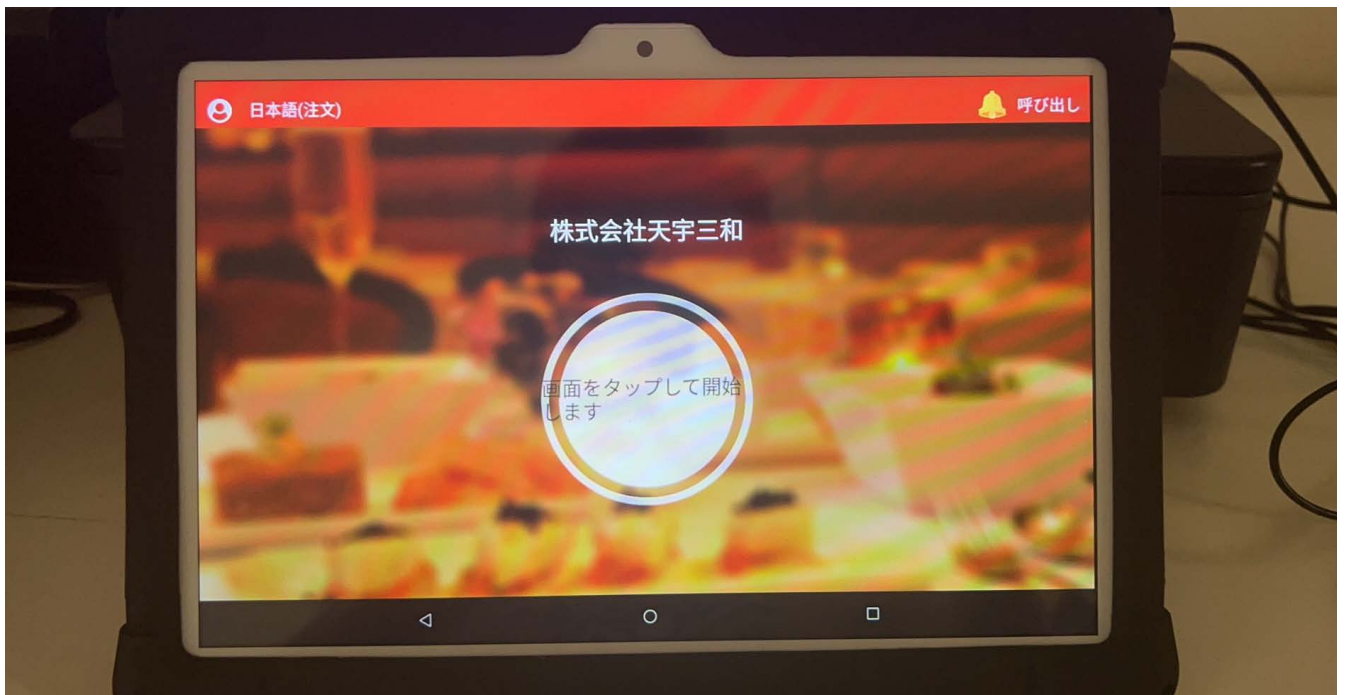 日本語(注文)
呼び出し
株式会社天宇三和
画面をタップして開始
します